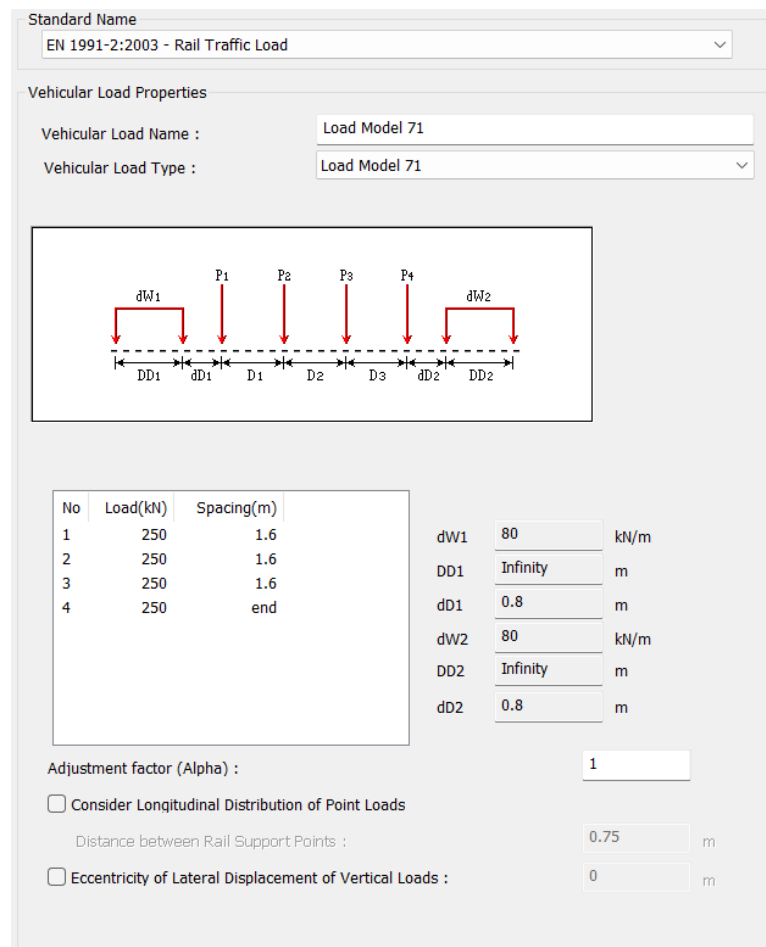 Standard Name
EN 1991-2:2003 - Rail Traffic Load
Vehicular Load Properties
Vehicular Load Name : Load Model 71
Vehicular Load Type : Load Model 71
P1 P2 P3 P4
dW1 dW2
DD1 dD1 D1 D2 D3 dD2 DD2
No Load(kN) Spacing(m)
1 250 1.6
2 250 1.6
3 250 1.6
4 250 end
dW1 80 kN/m
DD1 Infinity m
dD1 0.8 m
dW2 80 kN/m
DD2 Infinity m
dD2 0.8 m
Adjustment factor (Alpha) : 1
Consider Longitudinal Distribution of Point Loads
Distance between Rail Support Points : 0.75 m
Eccentricity of Lateral Displacement of Vertical Loads : 0 m